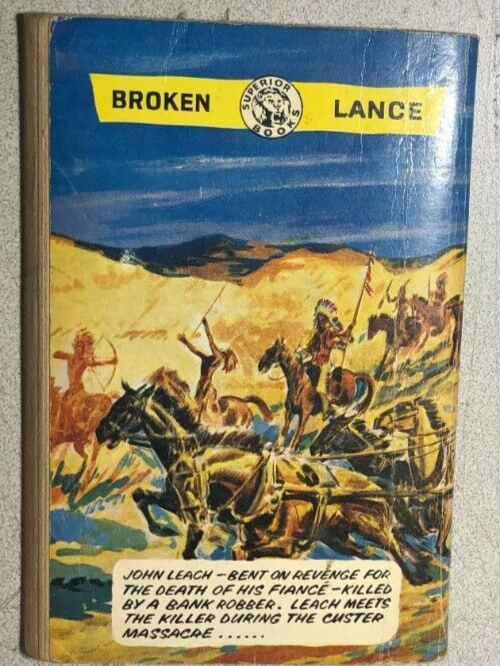 BROKEN LANCE
SUPERIOR BOOKS
JOHN LEACH - BENT ON REVENGE FOR
THE DEATH OF HIS FIANCE - KILLED
BY A BANK ROBBER. LEACH MEETS
THE KILLER DURING THE CUSTER
MASSACRE ......